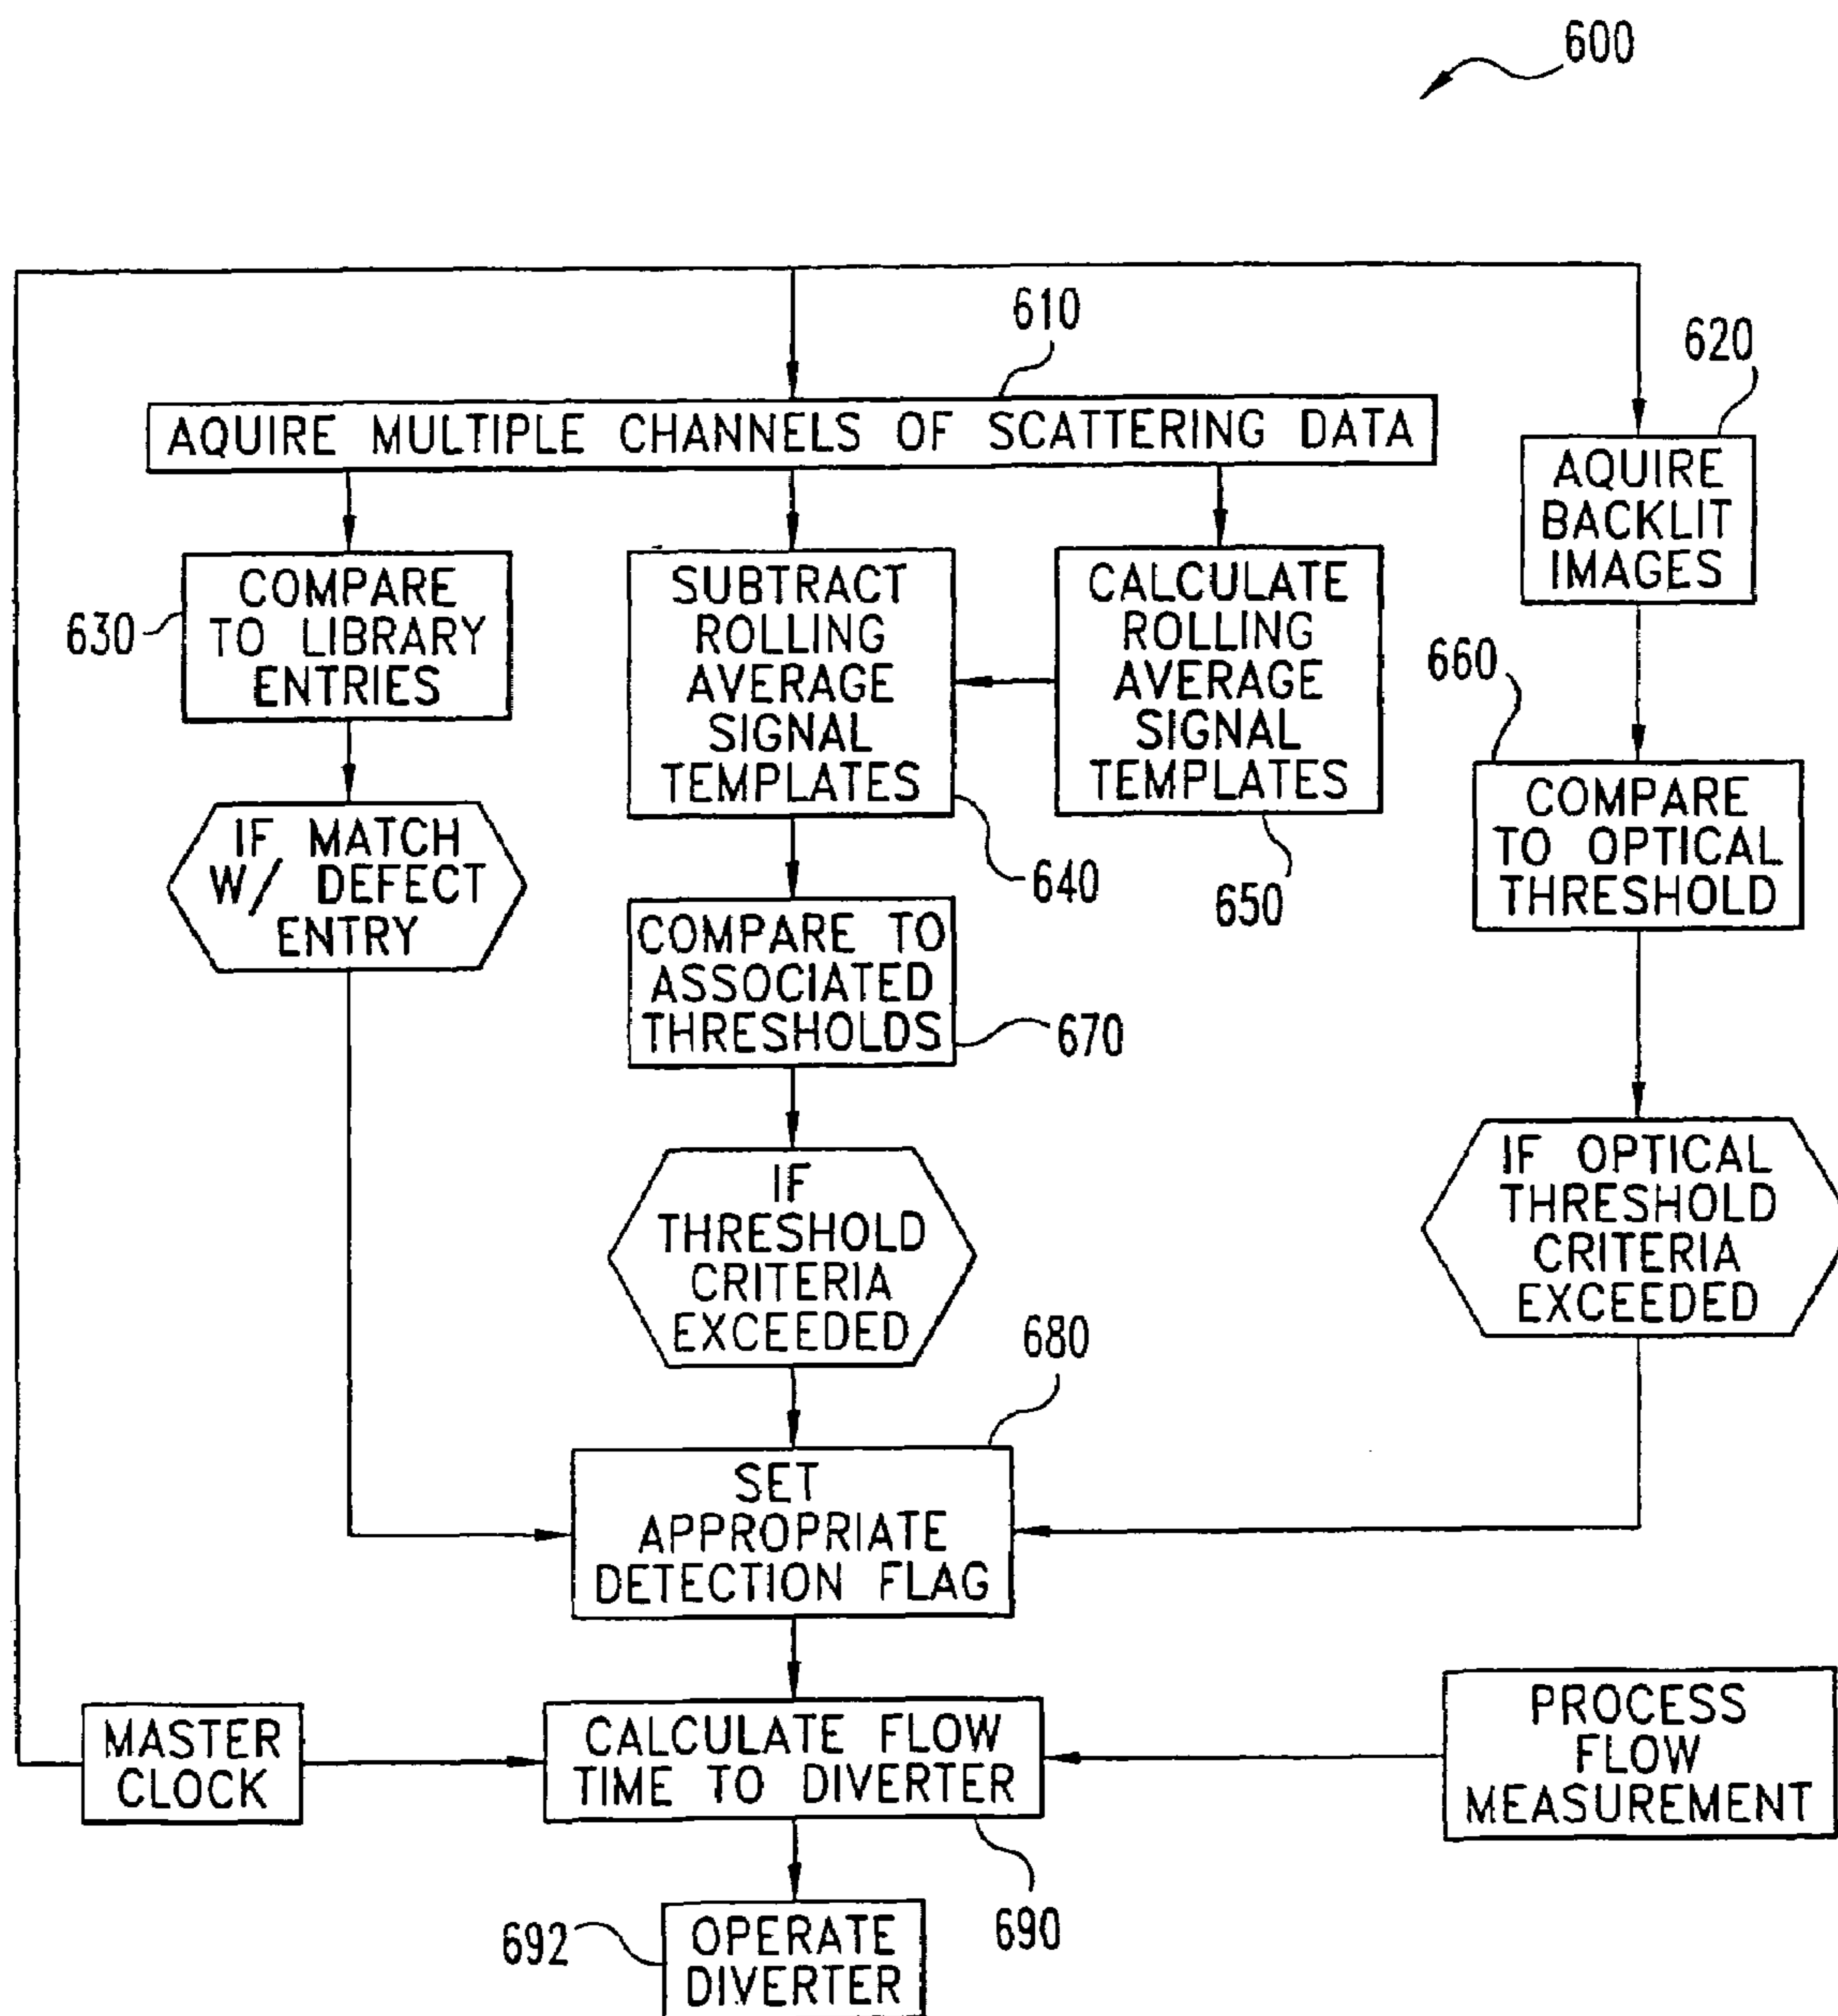 600
610
620
AQUIRE MULTIPLE CHANNELS OF SCATTERING DATA
AQUIRE
BACKLIT
IMAGES
630
COMPARE
TO LIBRARY
ENTRIES
SUBTRACT
ROLLING
AVERAGE
SIGNAL
TEMPLATES
640
CALCULATE
ROLLING
AVERAGE
SIGNAL
TEMPLATES
650
660
COMPARE
TO OPTICAL
THRESHOLD
IF MATCH
W/ DEFECT
ENTRY
COMPARE TO
ASSOCIATED
THRESHOLDS
670
IF
THRESHOLD
CRITERIA
EXCEEDED
IF OPTICAL
THRESHOLD
CRITERIA
EXCEEDED
680
SET
APPROPRIATE
DETECTION FLAG
MASTER
CLOCK
CALCULATE FLOW
TIME TO DIVERTER
690
PROCESS
FLOW
MEASUREMENT
692
OPERATE
DIVERTER